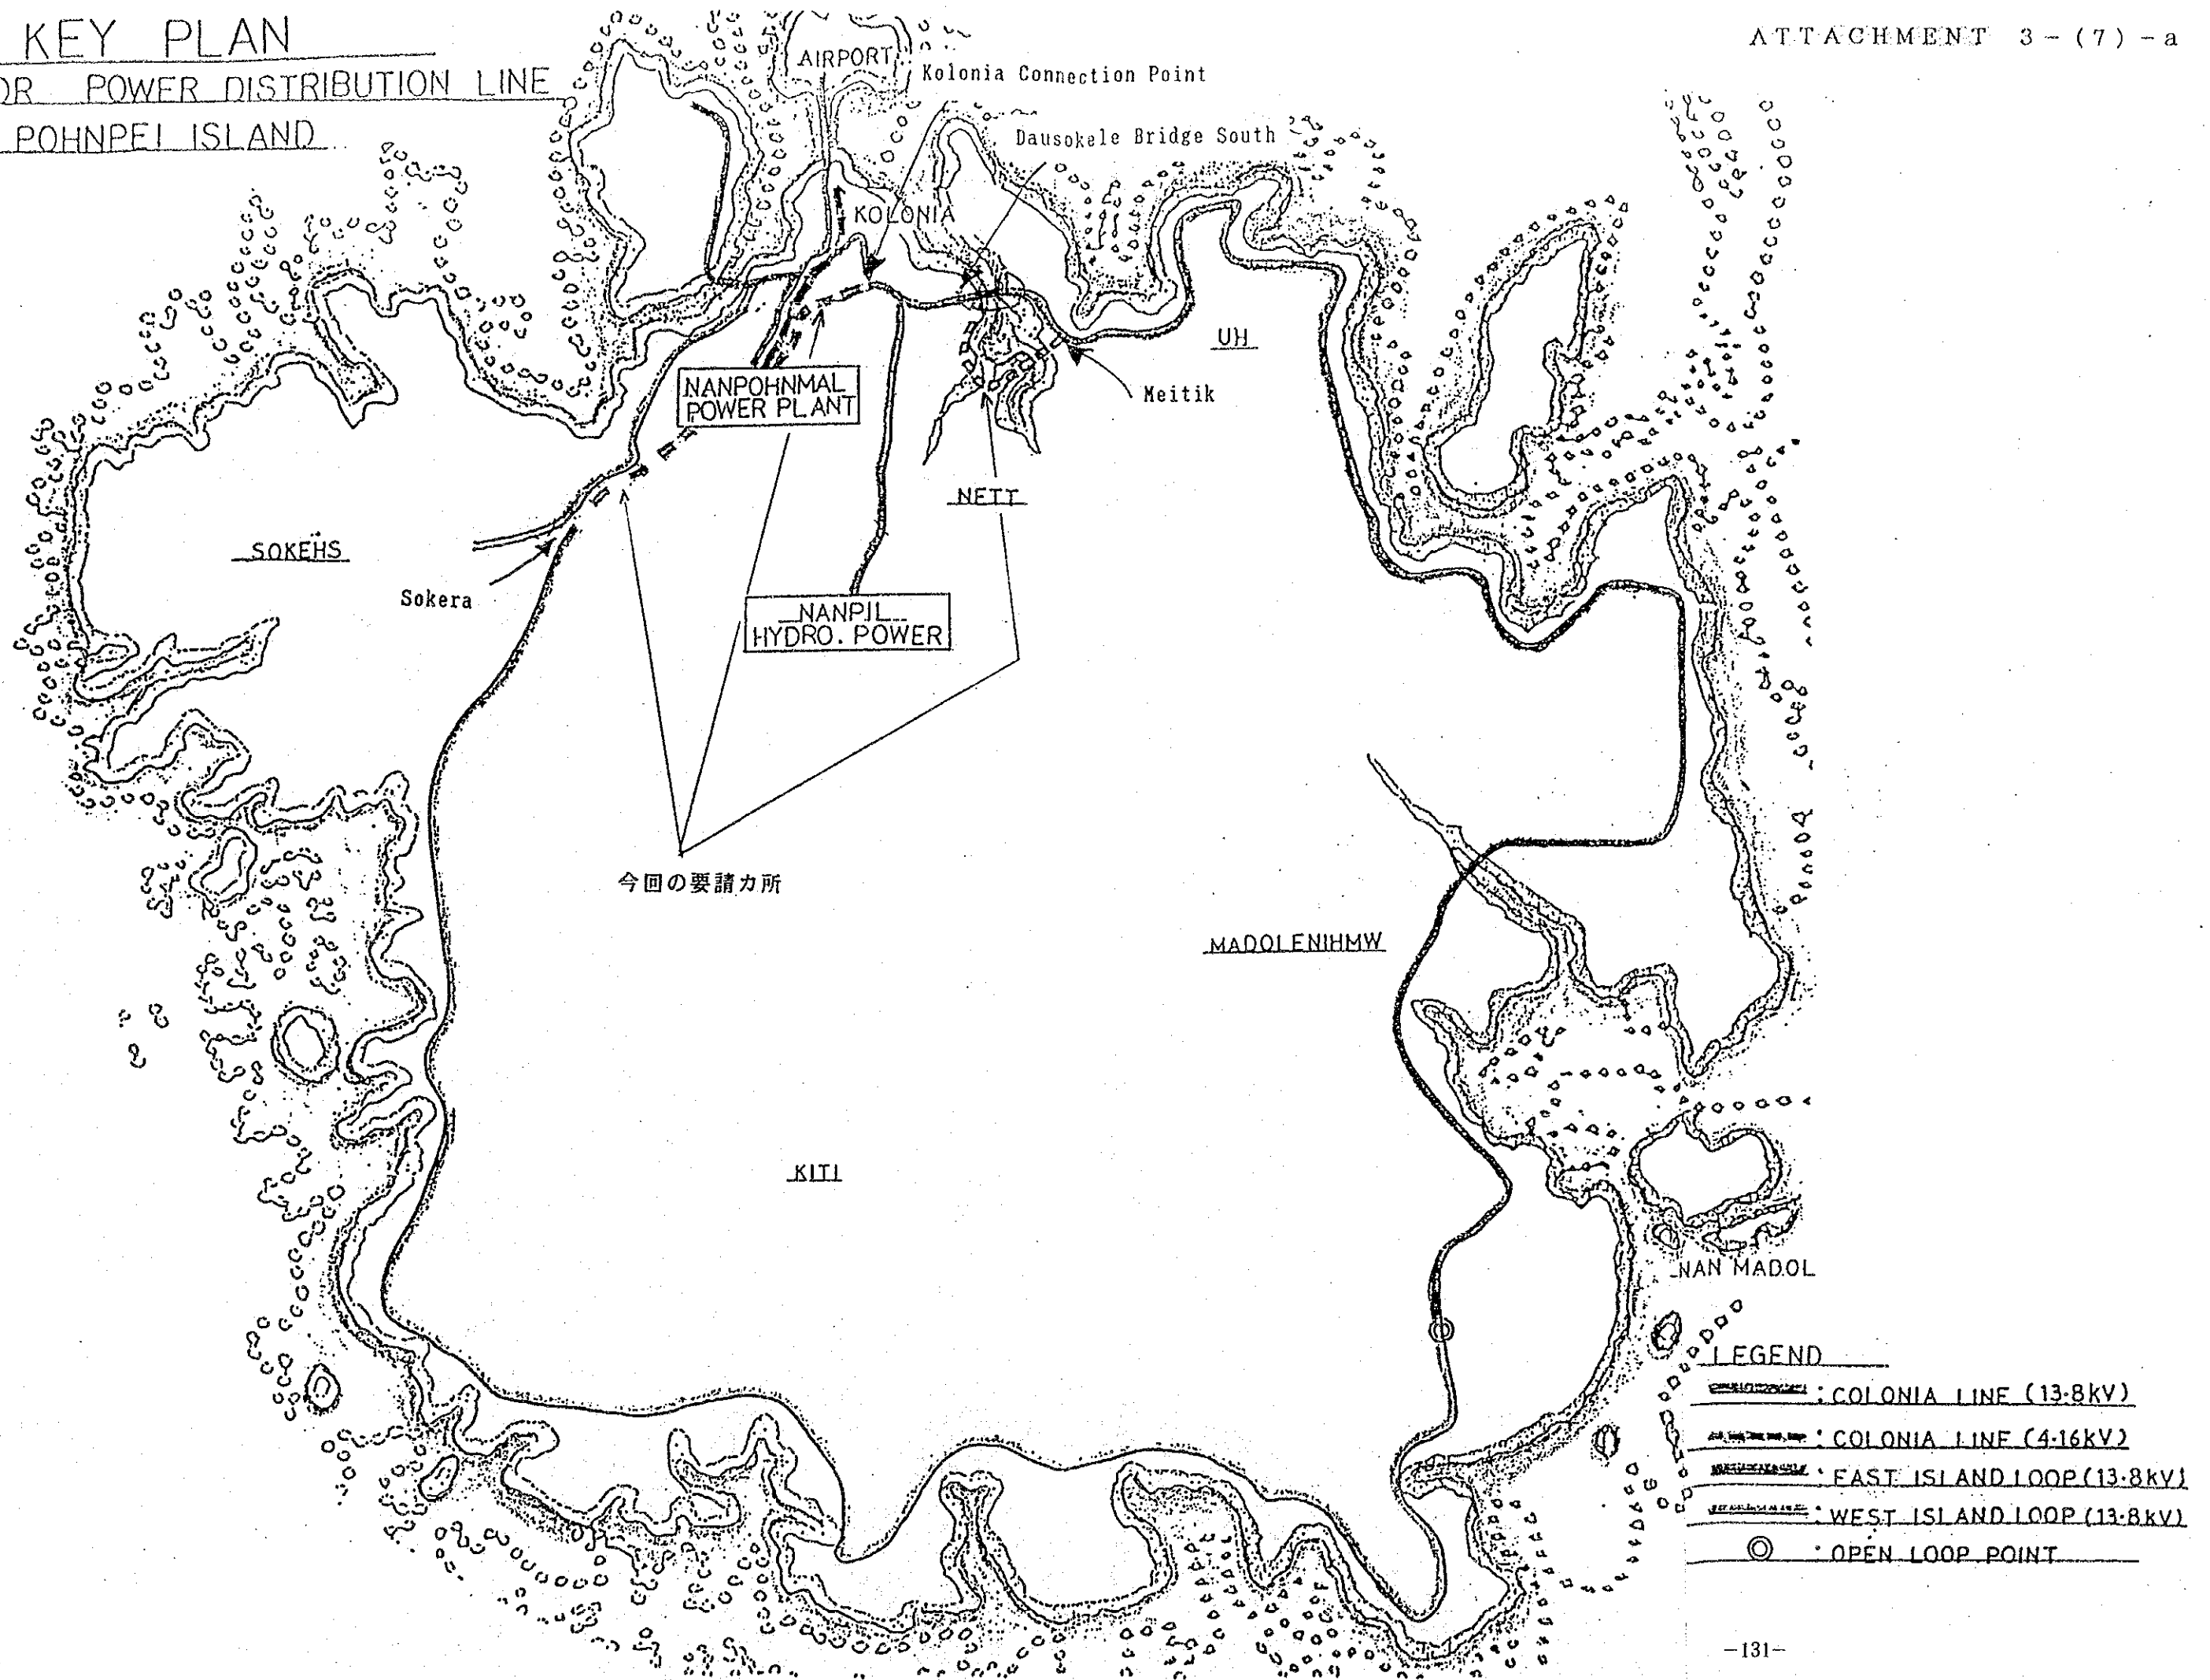 KEY PLAN
OR POWER DISTRIBUTION LINE
POHNPEI ISLAND
ATTACHMENT 3-(7)-a
AIRPORT
Kolonia Connection Point
Dausokele Bridge South
KOLONIA
UH
NANPOHNMAL
POWER PLANT
Meitik
NETT
SOKEHS
Sokera
NANPIL
HYDRO. POWER
今回の要請カ所
MADOLENIHMW
KITI
NAN MADOL
LEGEND
: COLONIA LINE (13.8kV)
: COLONIA LINE (4.16kV)
: EAST ISLAND LOOP (13.8kV)
: WEST ISLAND LOOP (13.8kV)
: OPEN LOOP POINT
-131-